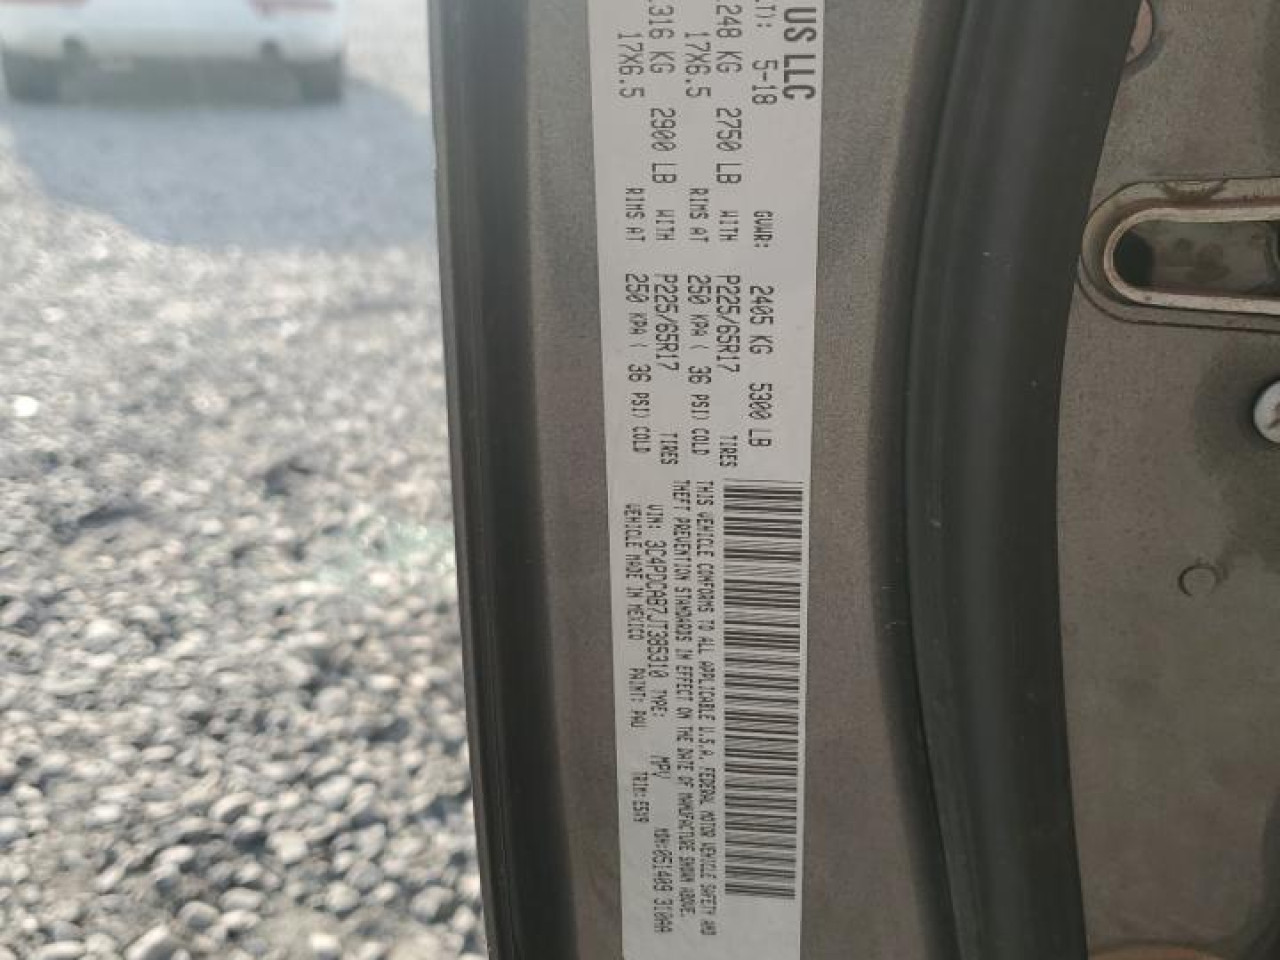 US LLC
LT): 5-18 GVWR: 2405 KG 5300 LB
248 KG 2750 LB WITH P225/65R17 TIRES
17X6.5 RIMS AT 250 KPA ( 36 PSI) COLD
316 KG 2900 LB WITH P225/65R17 TIRES
17X6.5 RIMS AT 250 KPA ( 36 PSI) COLD
THIS VEHICLE CONFORMS TO ALL APPLICABLE U.S.A. FEDERAL MOTOR VEHICLE SAFETY AND
THEFT PREVENTION STANDARDS IN EFFECT ON THE DATE OF MANUFACTURE SHOWN ABOVE.
VIN: 3C4PDCAB7JT385310 TYPE: MPV MDH:051409 310AA
VEHICLE MADE IN MEXICO PAINT: PAU TRIM: E5X9